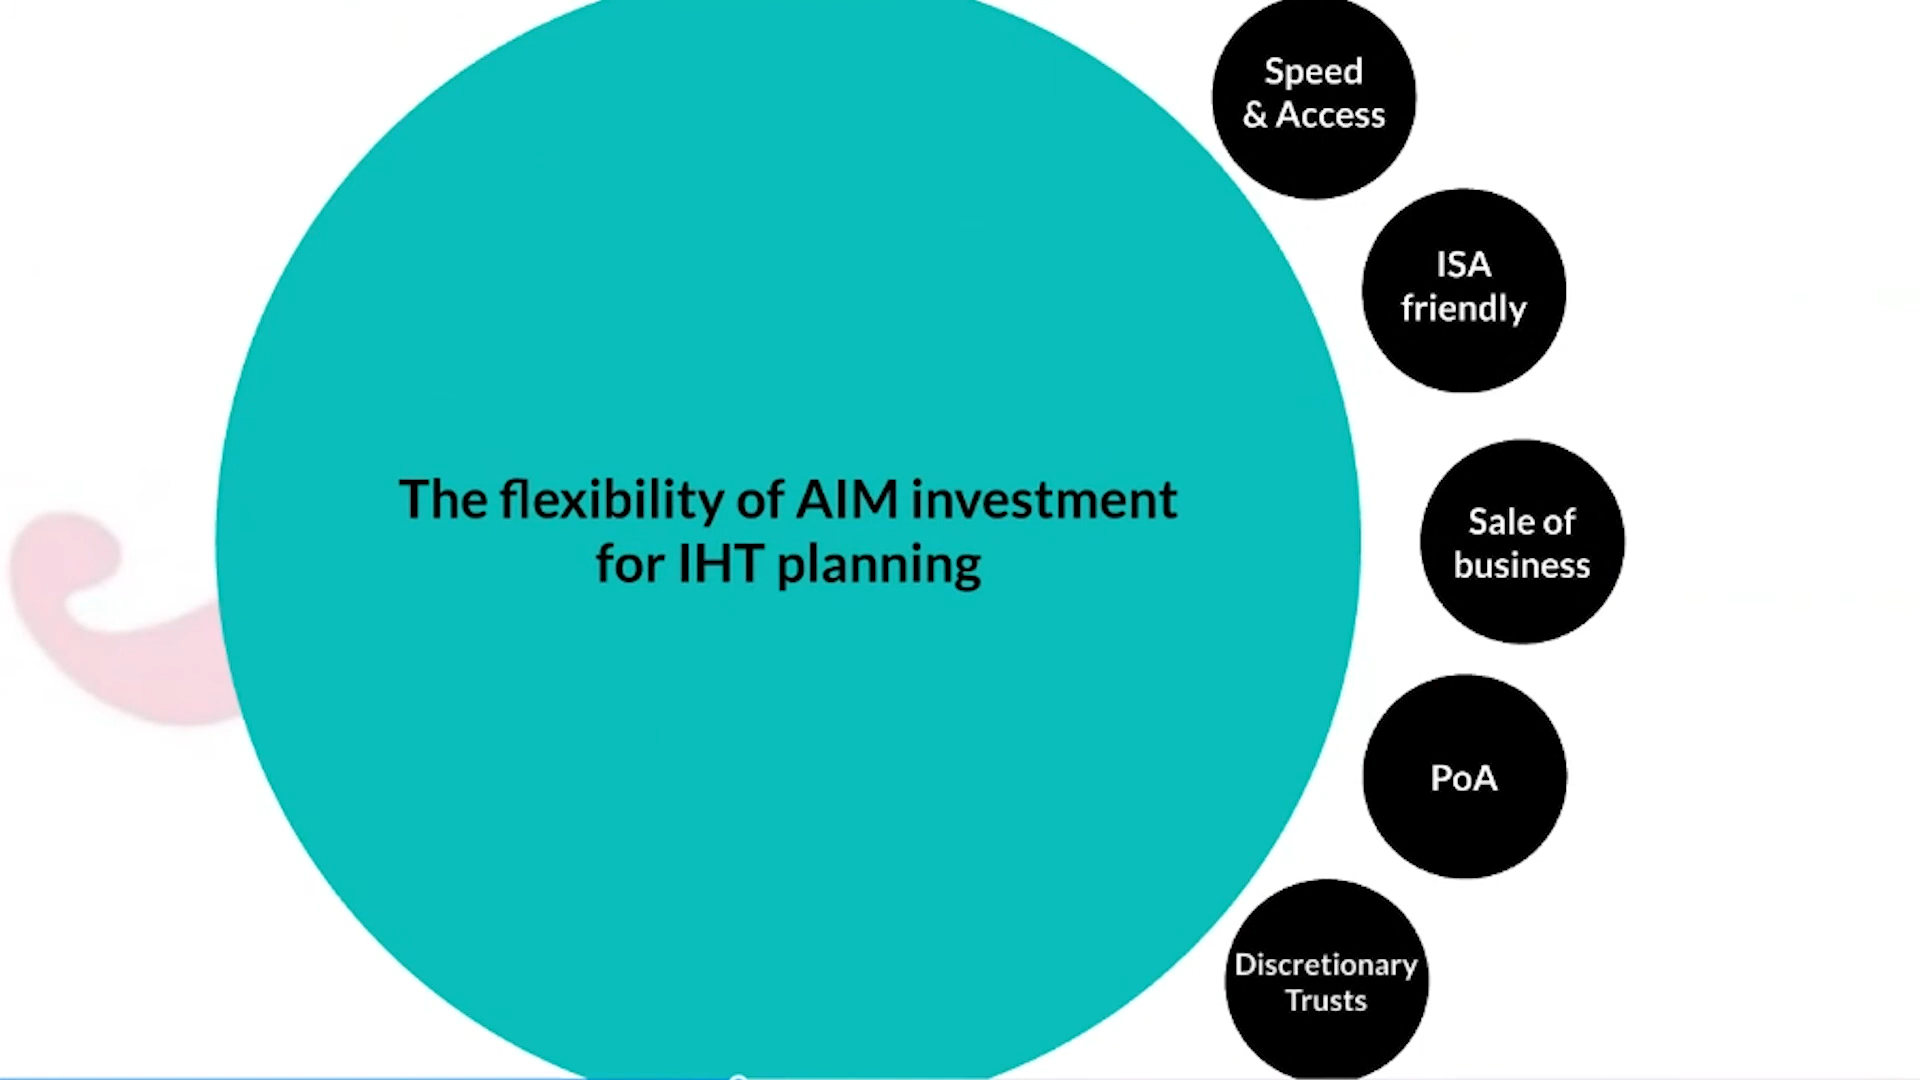 The flexibility of AIM investment
for IHT planning
Speed
& Access
ISA
friendly
Sale of
business
PoA
Discretionary
Trusts